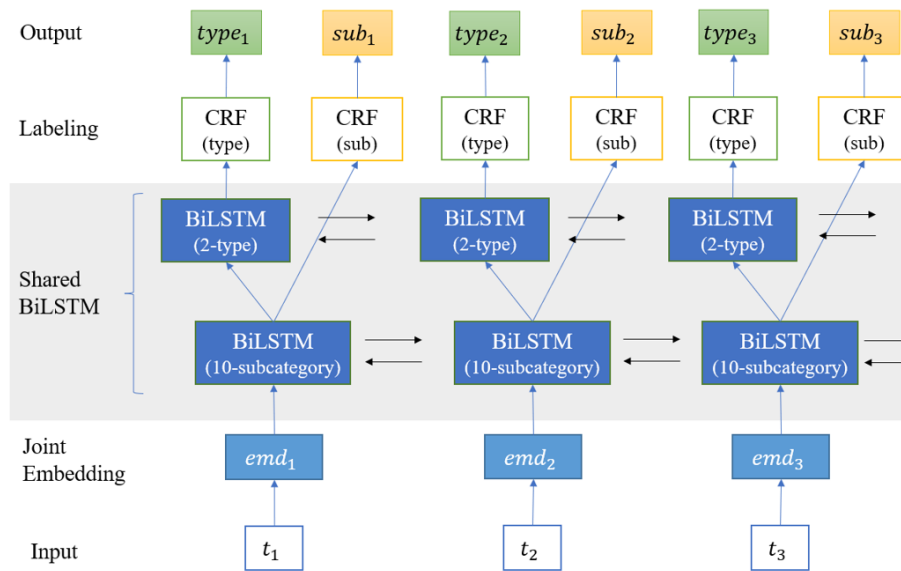 Output
type₁ sub₁ type₂ sub₂ type₃ sub₃
Labeling
CRF CRF CRF CRF CRF CRF
(type) (sub) (type) (sub) (type) (sub)
BiLSTM BiLSTM BiLSTM
(2-type) (2-type) (2-type)
Shared
BiLSTM
BiLSTM BiLSTM BiLSTM
(10-subcategory) (10-subcategory) (10-subcategory)
Joint
Embedding
emd₁ emd₂ emd₃
Input
t₁ t₂ t₃